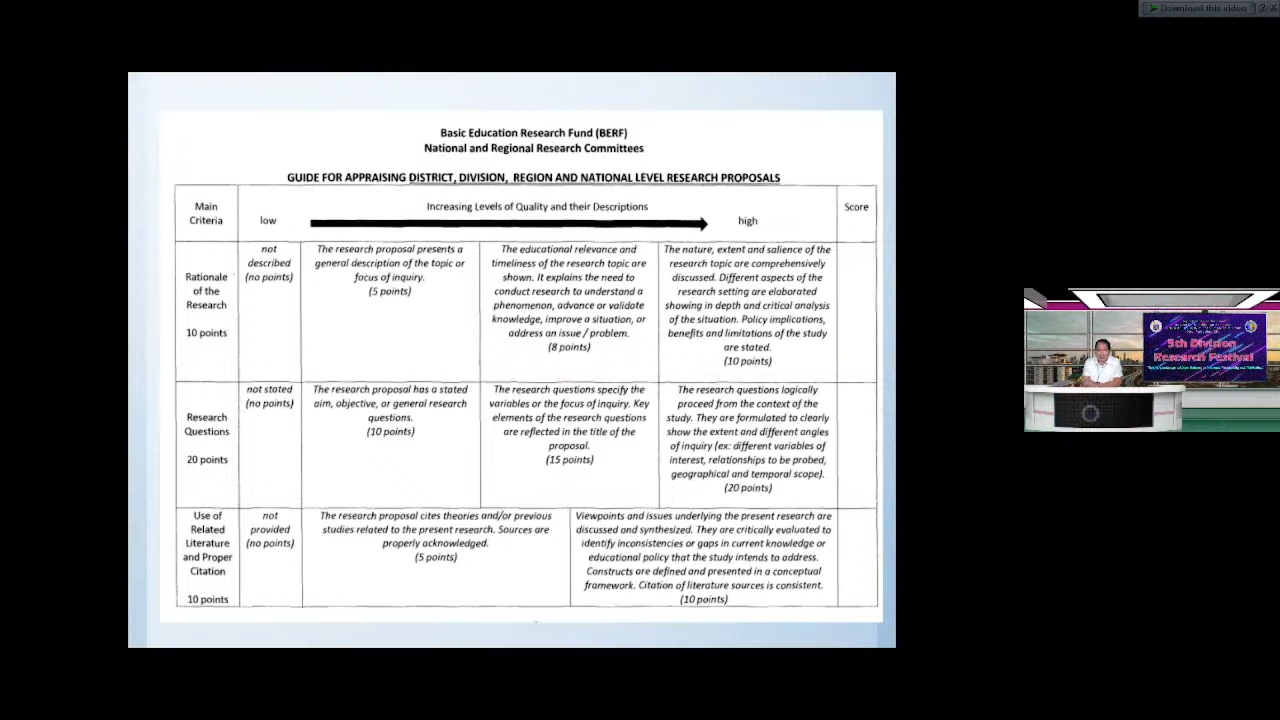 Download this video
Basic Education Research Fund (BERF)
National and Regional Research Committees
GUIDE FOR APPRAISING DISTRICT, DIVISION, REGION AND NATIONAL LEVEL RESEARCH PROPOSALS
Main
Criteria
Increasing Levels of Quality and their Descriptions
low
high
Score
Rationale
of the
Research
10 points
not
described
(no points)
The research proposal presents a
general description of the topic or
focus of inquiry.
(5 points)
The educational relevance and
timeliness of the research topic are
shown. It explains the need to
conduct research to understand a
phenomenon, advance or validate
knowledge, improve a situation, or
address an issue / problem.
(8 points)
The nature, extent and salience of the
research topic are comprehensively
discussed. Different aspects of the
research setting are elaborated
showing in depth and critical analysis
of the situation. Policy implications,
benefits and limitations of the study
are stated.
(10 points)
Research
Questions
20 points
not stated
(no points)
The research proposal has a stated
aim, objective, or general research
questions.
(10 points)
The research questions specify the
variables or the focus of inquiry. Key
elements of the research questions
are reflected in the title of the
proposal.
(15 points)
The research questions logically
proceed from the context of the
study. They are formulated to clearly
show the extent and different angles
of inquiry (ex: different variables of
interest, relationships to be probed,
geographical and temporal scope).
(20 points)
Use of
Related
Literature
and Proper
Citation
10 points
not
provided
(no points)
The research proposal cites theories and/or previous
studies related to the present research. Sources are
properly acknowledged.
(5 points)
Viewpoints and issues underlying the present research are
discussed and synthesized. They are critically evaluated to
identify inconsistencies or gaps in current knowledge or
educational policy that the study intends to address.
Constructs are defined and presented in a conceptual
framework. Citation of literature sources is consistent.
(10 points)
5th Division
Research Festival